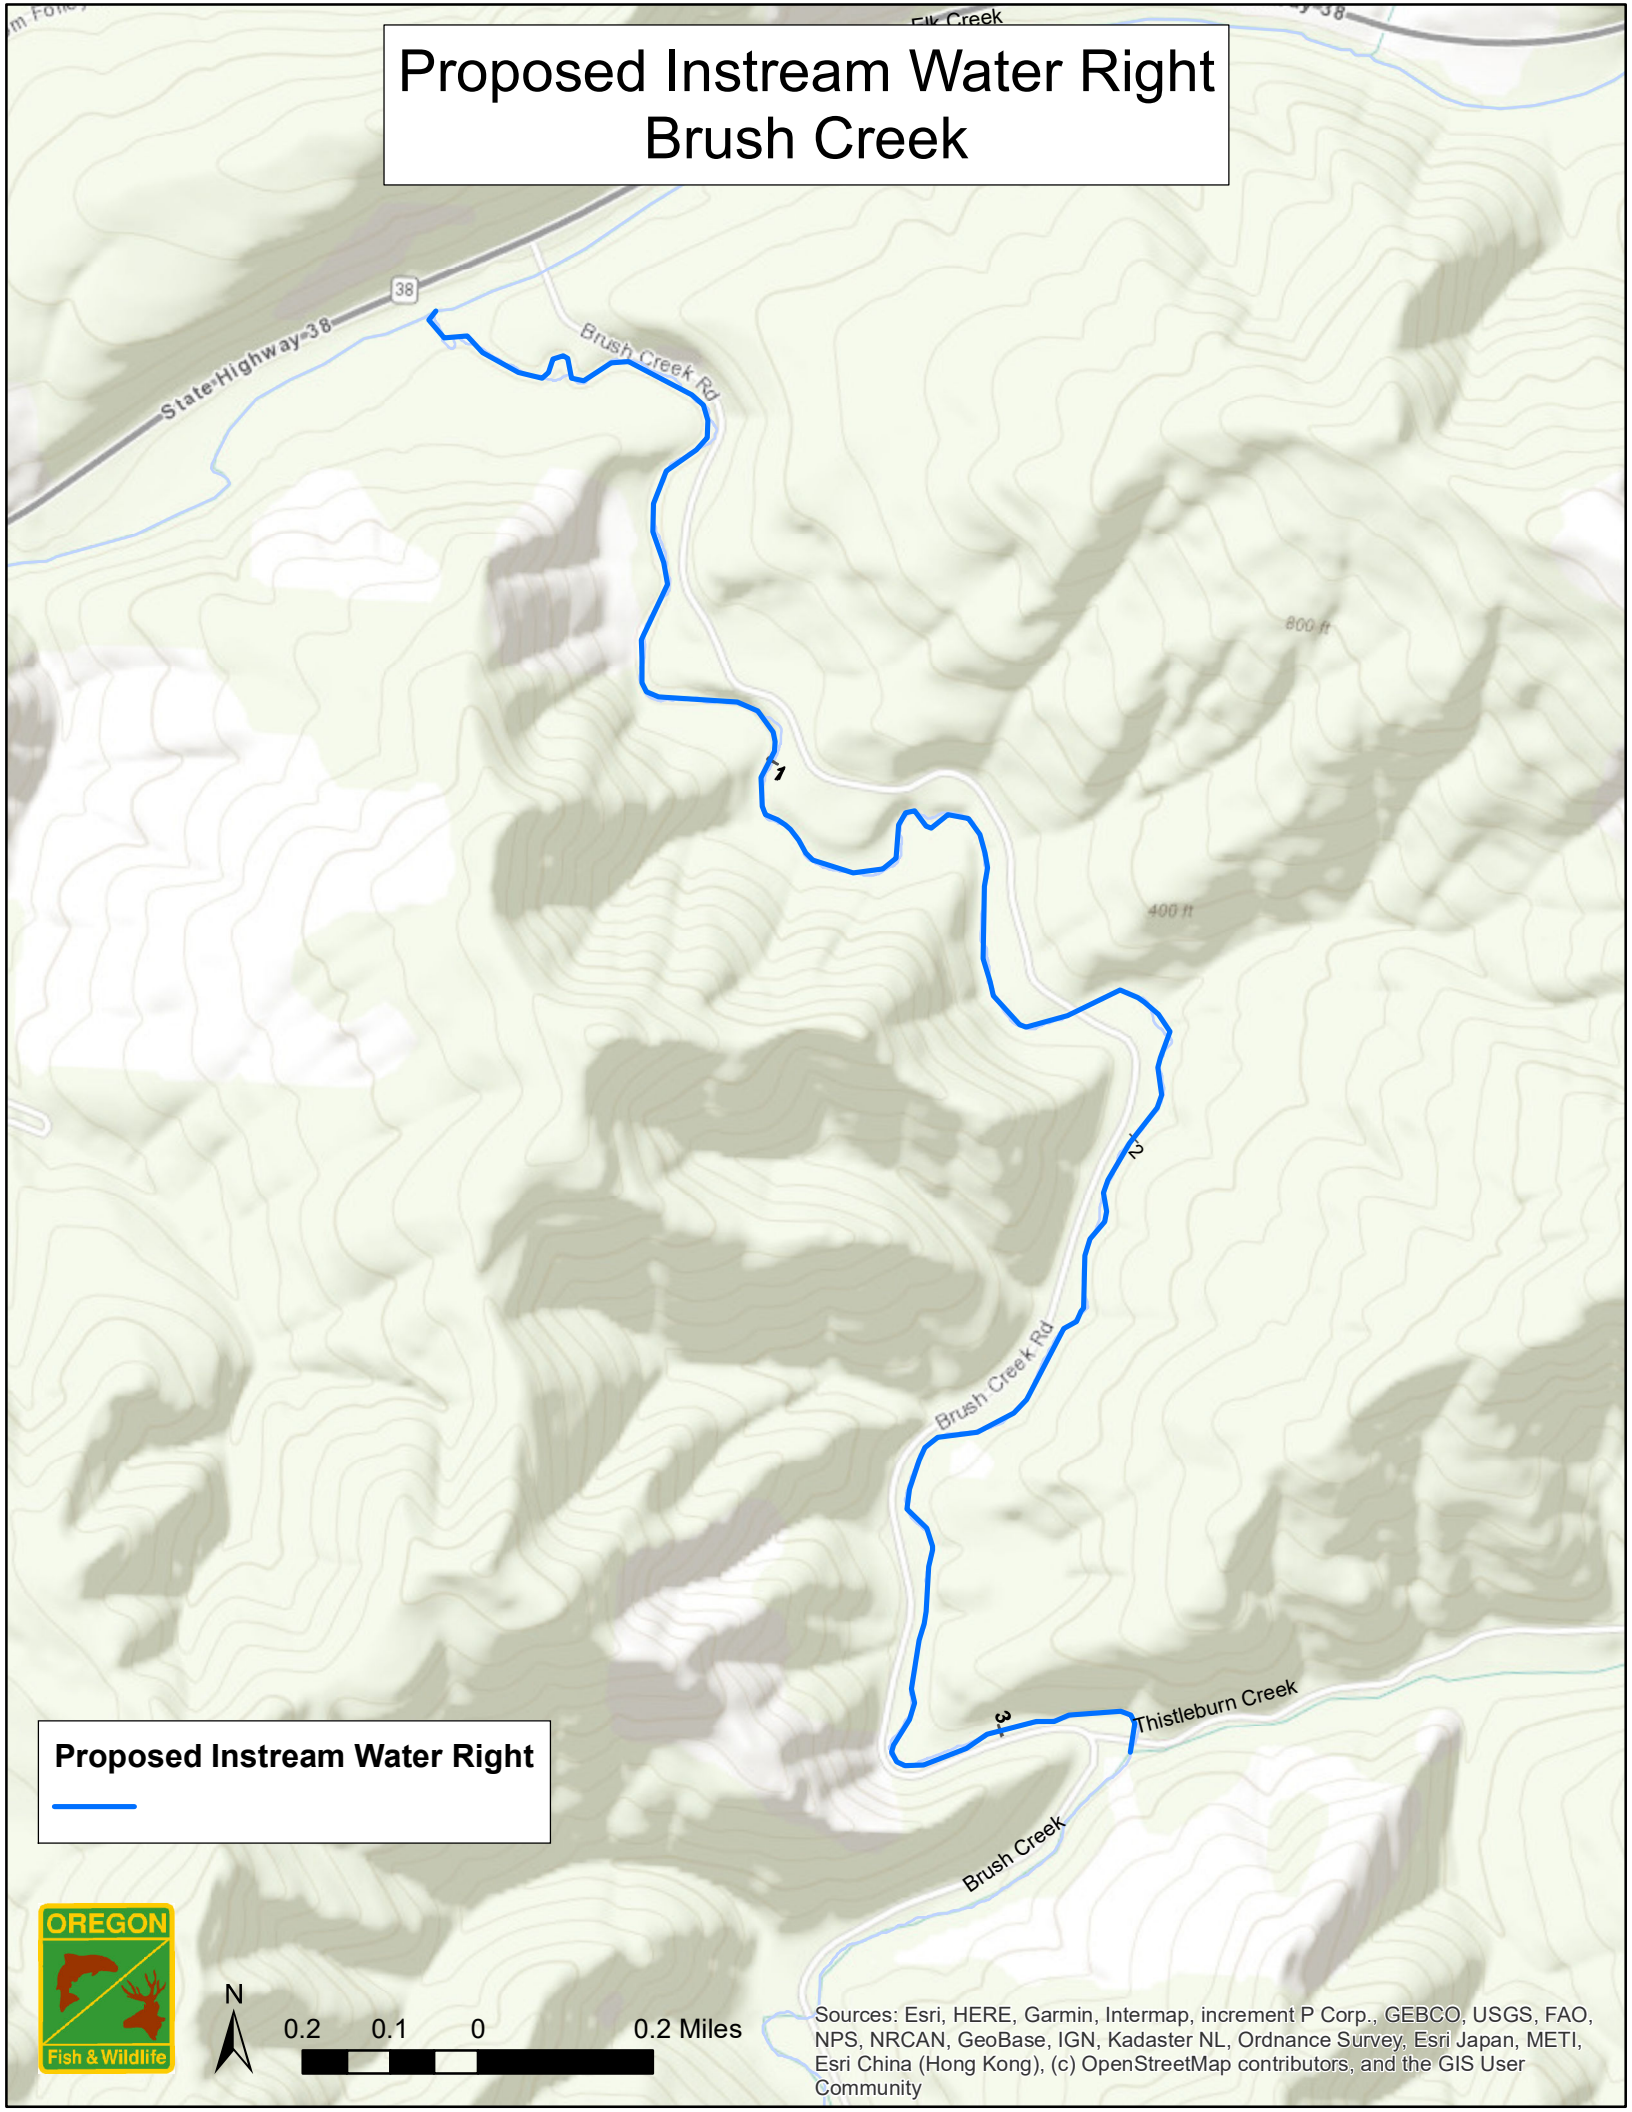 Elk Creek
Proposed Instream Water Right
Brush Creek
38
State Highway 38
Brush Creek Rd
800 ft
1
400 ft
2
Brush Creek Rd
3
Thistleburn Creek
Brush Creek
Proposed Instream Water Right
OREGON
Fish & Wildlife
N
0.2 0.1 0 0.2 Miles
Sources: Esri, HERE, Garmin, Intermap, increment P Corp., GEBCO, USGS, FAO,
NPS, NRCAN, GeoBase, IGN, Kadaster NL, Ordnance Survey, Esri Japan, METI,
Esri China (Hong Kong), (c) OpenStreetMap contributors, and the GIS User
Community